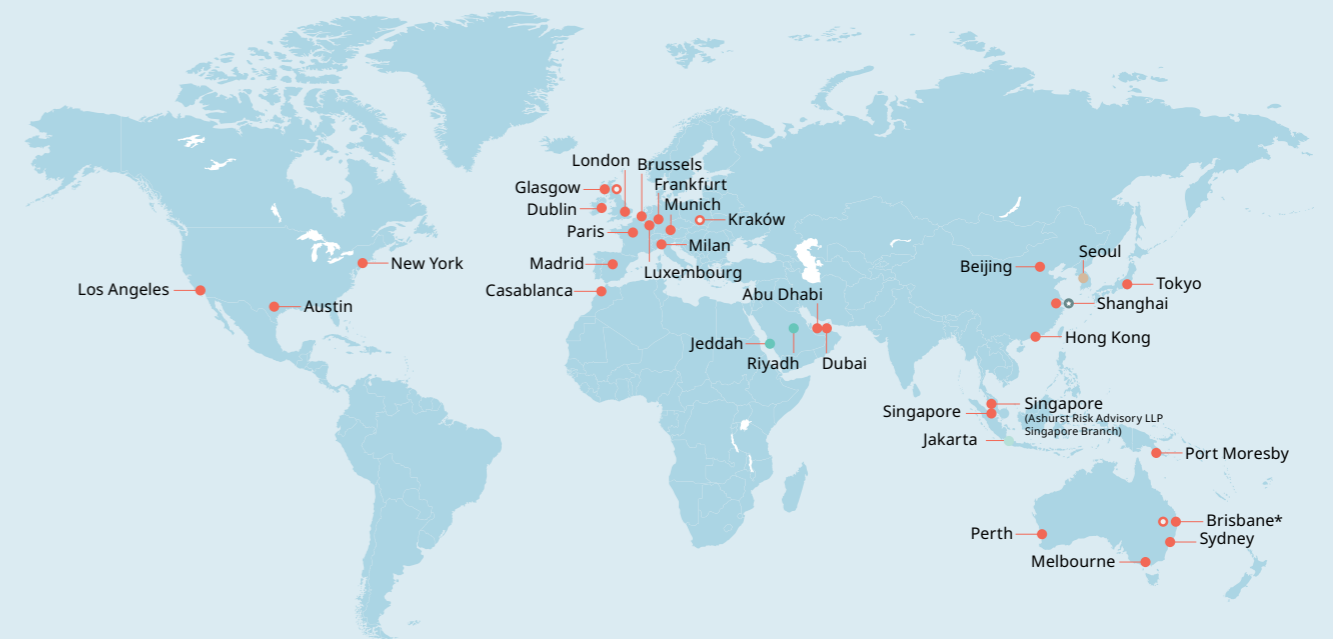 London
Brussels
Glasgow
Frankfurt
Munich
Dublin
Kraków
Paris
Milan
Madrid
Luxembourg
Casablanca
New York
Los Angeles
Austin
Abu Dhabi
Jeddah
Riyadh
Dubai
Seoul
Beijing
Tokyo
Shanghai
Hong Kong
Singapore
Singapore
(Ashurst Risk Advisory LLP
Singapore Branch)
Jakarta
Port Moresby
Brisbane*
Perth
Sydney
Melbourne